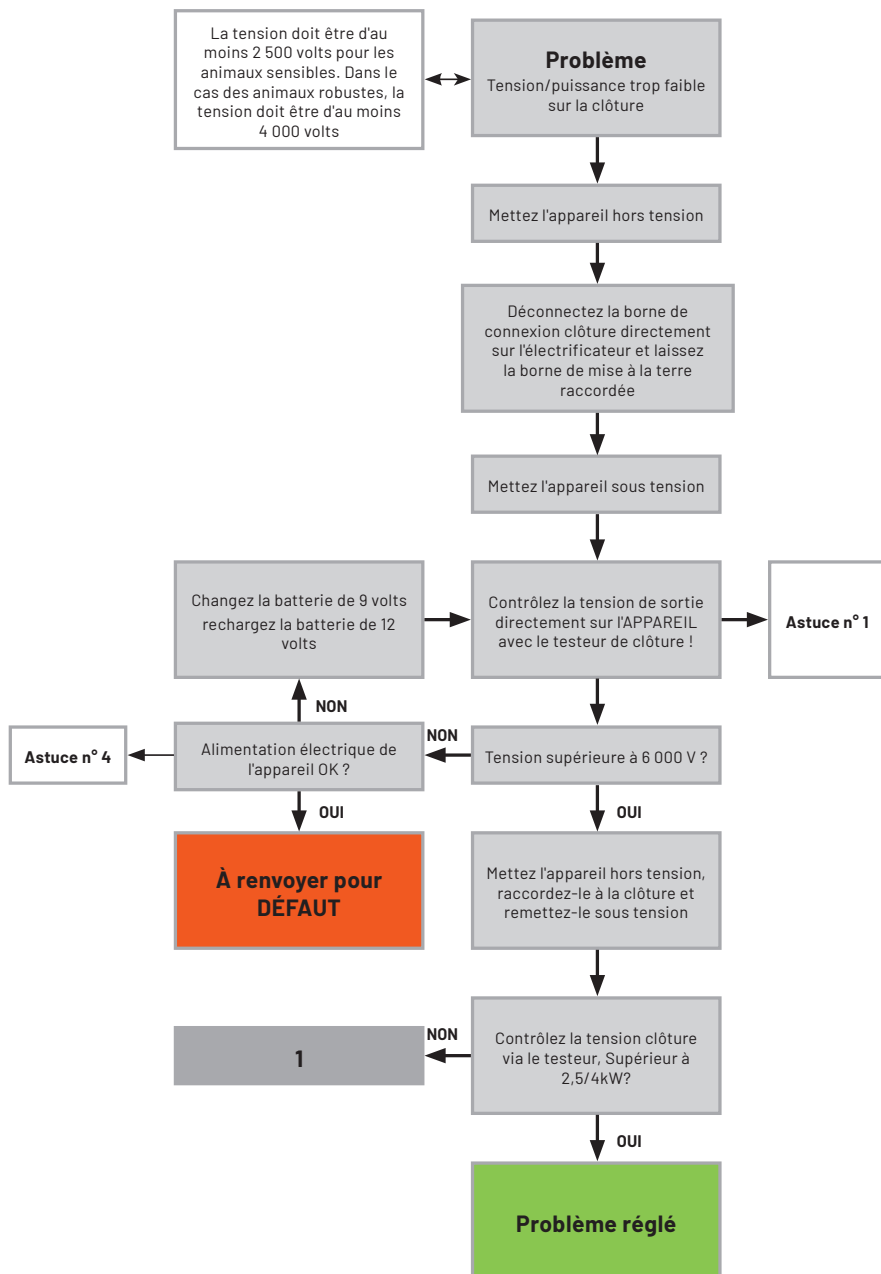 La tension doit être d'au
moins 2 500 volts pour les
animaux sensibles. Dans le
cas des animaux robustes, la
tension doit être d'au moins
4 000 volts
Problème
Tension/puissance trop faible
sur la clôture
Mettez l'appareil hors tension
Déconnectez la borne de
connexion clôture directement
sur l'électrificateur et laissez
la borne de mise à la terre
raccordée
Mettez l'appareil sous tension
Changez la batterie de 9 volts
rechargez la batterie de 12
volts
Contrôlez la tension de sortie
directement sur l'APPAREIL
avec le testeur de clôture !
Astuce n° 1
NON
Astuce n° 4
Alimentation électrique de
l'appareil OK ?
NON
Tension supérieure à 6 000 V ?
OUI
OUI
À renvoyer pour
DÉFAUT
Mettez l'appareil hors tension,
raccordez-le à la clôture et
remettez-le sous tension
1
NON
Contrôlez la tension clôture
via le testeur, Supérieur à
2,5/4kW?
OUI
Problème réglé